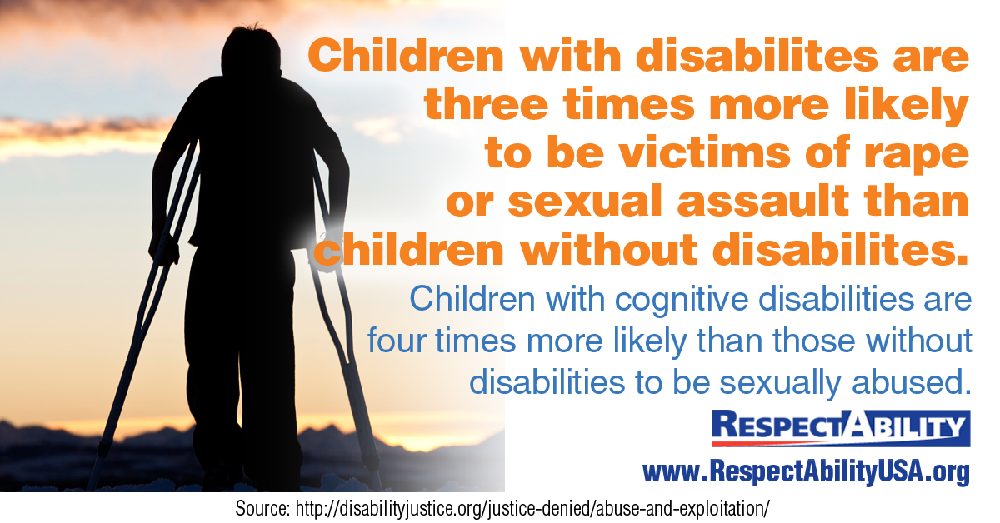 Children with disabilites are
three times more likely
to be victims of rape
or sexual assault than
children without disabilites.
Children with cognitive disabilities are
four times more likely than those without
disabilities to be sexually abused.
RESPECTABILITY
www.RespectAbilityUSA.org
Source: http://disabilityjustice.org/justice-denied/abuse-and-exploitation/